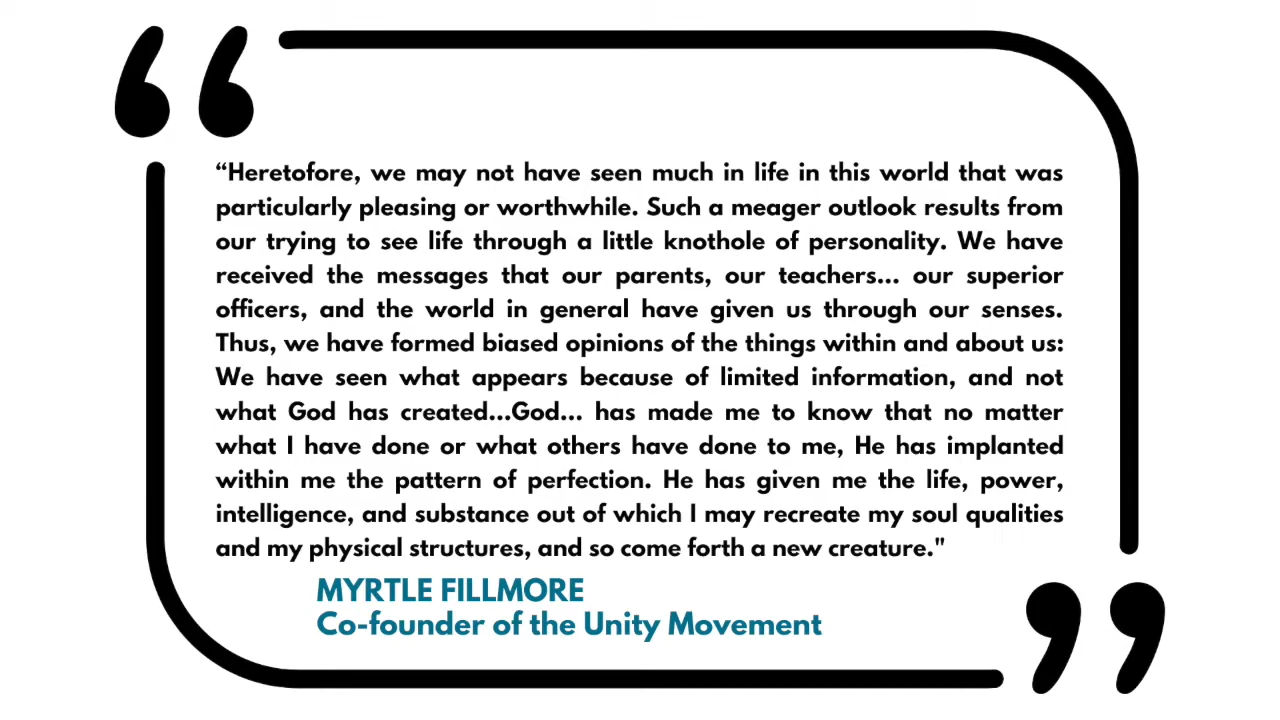 “Heretofore, we may not have seen much in life in this world that was
particularly pleasing or worthwhile. Such a meager outlook results from
our trying to see life through a little knothole of personality. We have
received the messages that our parents, our teachers... our superior
officers, and the world in general have given us through our senses.
Thus, we have formed biased opinions of the things within and about us:
We have seen what appears because of limited information, and not
what God has created...God... has made me to know that no matter
what I have done or what others have done to me, He has implanted
within me the pattern of perfection. He has given me the life, power,
intelligence, and substance out of which I may recreate my soul qualities
and my physical structures, and so come forth a new creature."
MYRTLE FILLMORE
Co-founder of the Unity Movement